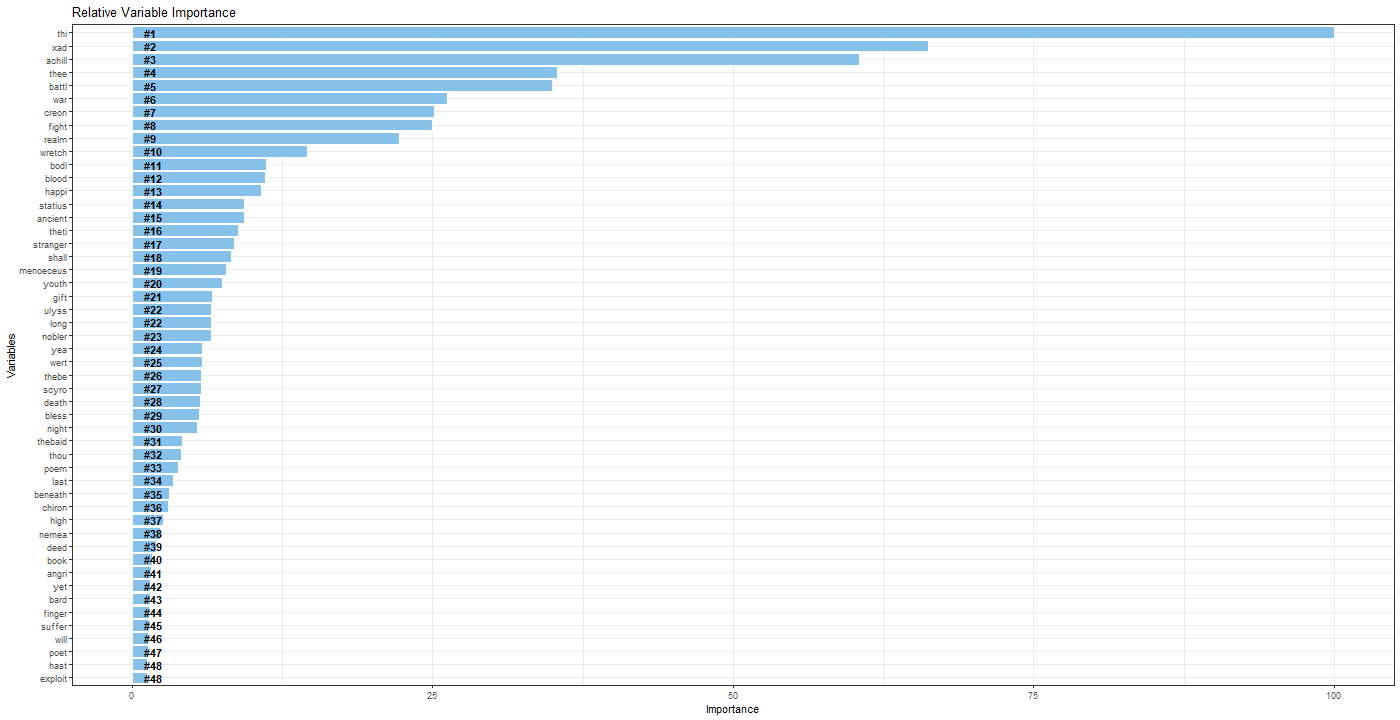 Relative Variable Importance
thi #1
xad #2
achill #3
thee #4
battl #5
war #6
creon #7
fight #8
realm #9
wretch #10
bodi #11
blood #12
happi #13
statius #14
ancient #15
theti #16
stranger #17
shall #18
menoeceus #19
youth #20
gift #21
ulyss #22
long #22
nobler #23
yea #24
wert #25
thebe #26
scyro #27
death #28
bless #29
night #30
thebaid #31
thou #32
poem #33
last #34
beneath #35
chiron #36
high #37
nemea #38
deed #39
book #40
angri #41
yet #42
bard #43
finger #44
suffer #45
will #46
poet #47
hast #48
exploit #48
Variables
0 25 50 75 100
Importance